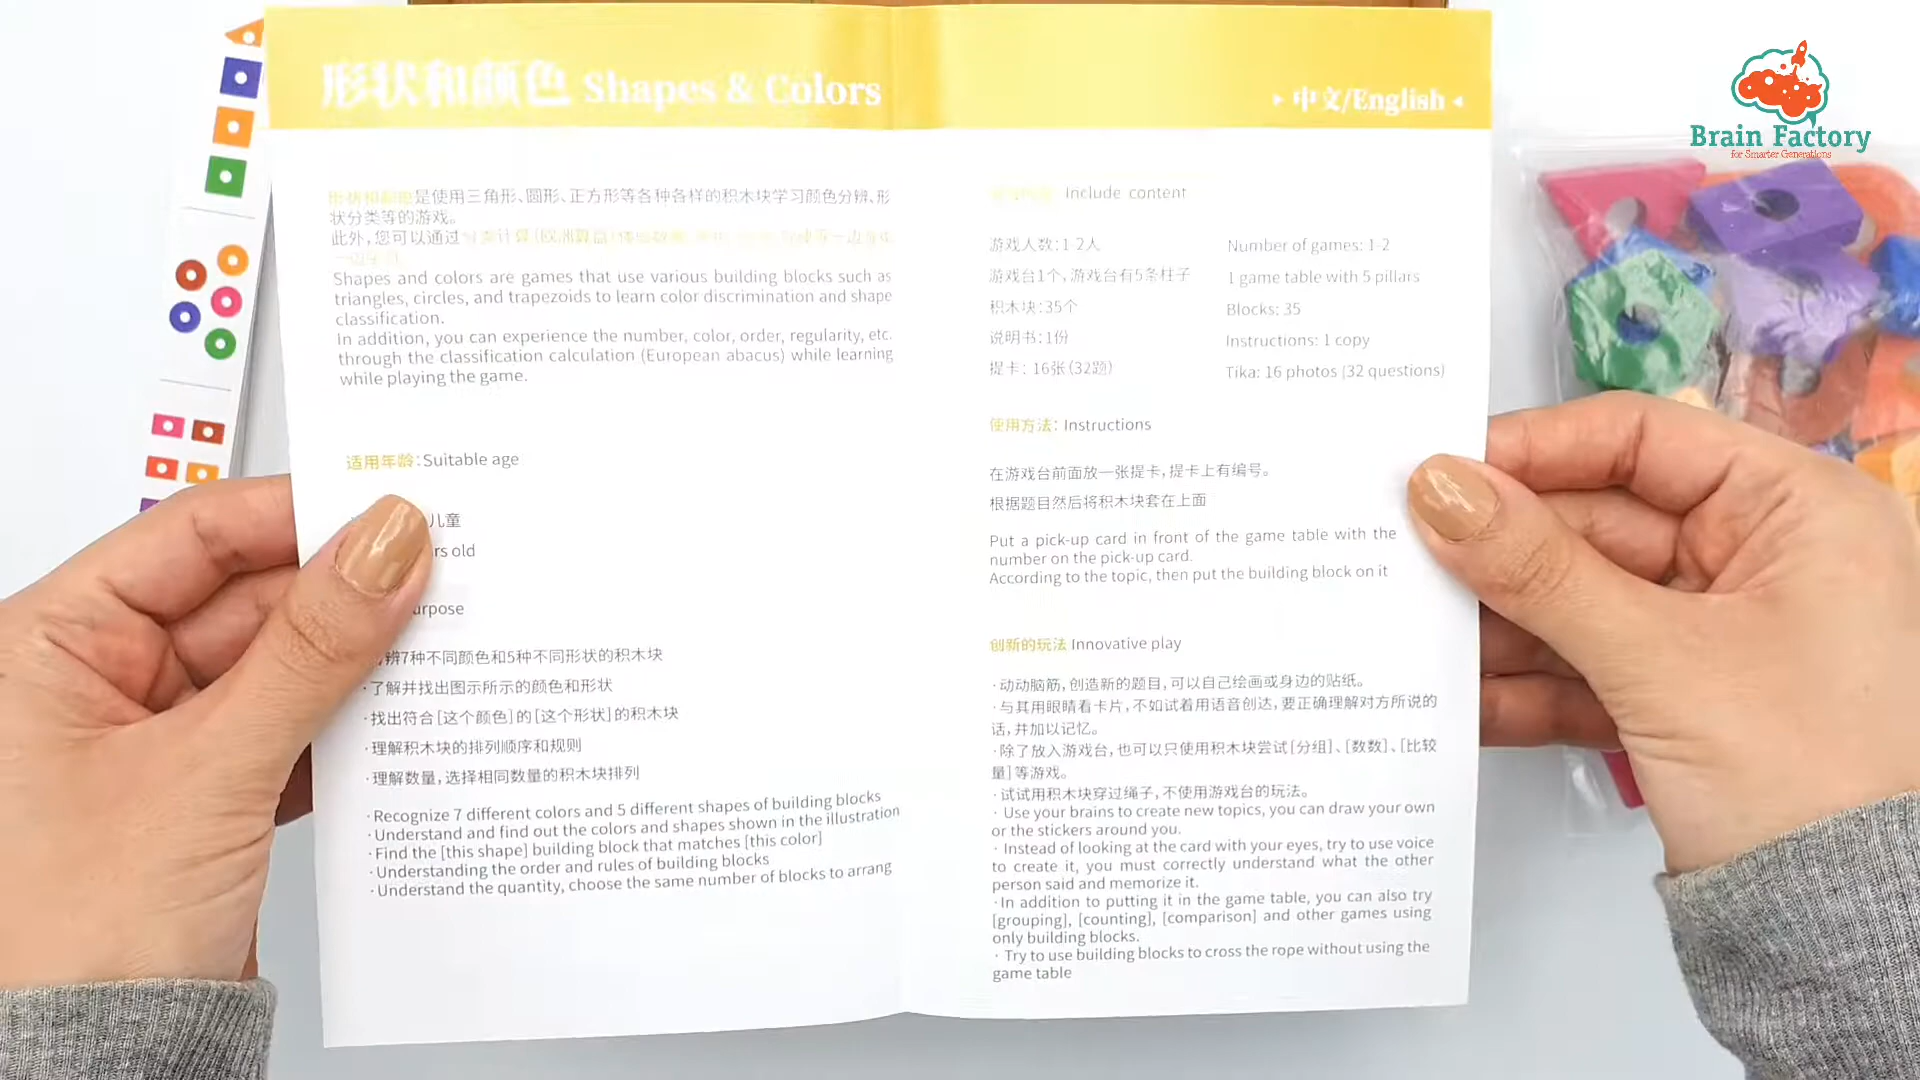 形状和颜色 Shapes & Colors
中文/English
Brain Factory
for Smarter Generations
形状和颜色是使用三角形、圆形、正方形等各种各样的积木块学习颜色分辨、形
状分类等的游戏。
此外,您可以通过分类计算(欧洲算盘)
Shapes and colors are games that use various building blocks such as
triangles, circles, and trapezoids to learn color discrimination and shape
classification.
In addition, you can experience the number, color, order, regularity, etc.
through the classification calculation (European abacus) while learning
while playing the game.
适用年龄:Suitable age
儿童
rs old
urpose
辨7种不同颜色和5种不同形状的积木块
·了解并找出图示所示的颜色和形状
·找出符合[这个颜色]的[这个形状]的积木块
·理解积木块的排列顺序和规则
·理解数量,选择相同数量的积木块排列
·Recognize 7 different colors and 5 different shapes of building blocks
·Understand and find out the colors and shapes shown in the illustration
·Find the [this shape] building block that matches [this color]
·Understanding the order and rules of building blocks
·Understand the quantity, choose the same number of blocks to arrang
Include content
游戏人数:1-2人 Number of games: 1-2
游戏台1个,游戏台有5条柱子 1 game table with 5 pillars
积木块:35个 Blocks: 35
说明书:1份 Instructions: 1 copy
提卡: 16张(32题) Tika: 16 photos (32 questions)
使用方法: Instructions
在游戏台前面放一张提卡,提卡上有编号。
根据题目然后将积木块套在上面
Put a pick-up card in front of the game table with the
number on the pick-up card.
According to the topic, then put the building block on it
创新的玩法 Innovative play
·动动脑筋,创造新的题目,可以自己绘画或身边的贴纸。
·与其用眼睛看卡片,不如试着用语音创达,要正确理解对方所说的
话,并加以记忆。
·除了放入游戏台,也可以只使用积木块尝试[分组]、[数数]、[比较
量]等游戏。
·试试用积木块穿过绳子,不使用游戏台的玩法。
· Use your brains to create new topics, you can draw your own
or the stickers around you.
· Instead of looking at the card with your eyes, try to use voice
to create it, you must correctly understand what the other
person said and memorize it.
·In addition to putting it in the game table, you can also try
[grouping], [counting], [comparison] and other games using
only building blocks.
· Try to use building blocks to cross the rope without using the
game table